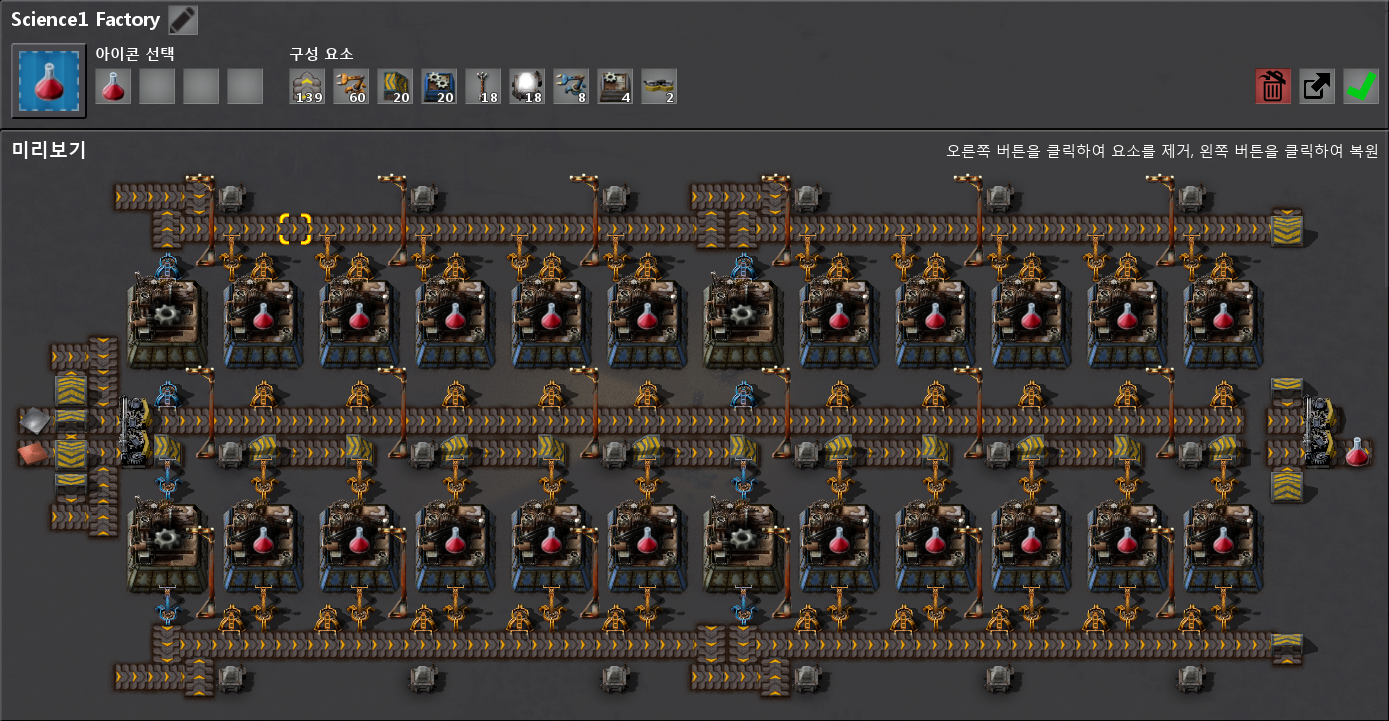 Science1 Factory
아이콘 선택
구성 요소
139 60 20 20 18 18 8 4 2
미리보기
오른쪽 버튼을 클릭하여 요소를 제거, 왼쪽 버튼을 클릭하여 복원